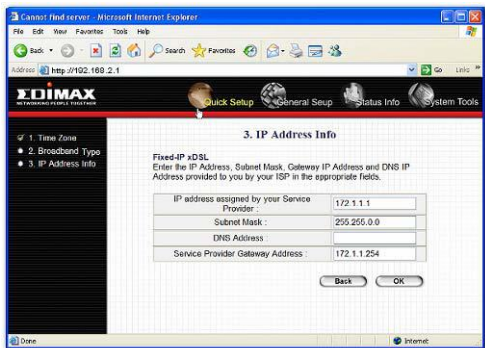 Cannot find server - Microsoft Internet Explorer
File Edit View Favorites Tools Help
Back Search Favorites
Address http://192.168.2.1 Go Links »
EDIMAX
NETWORKING PEOPLE TOGETHER
Quick Setup General Seup Status Info System Tools
3. IP Address Info
1. Time Zone
2. Broadband Type
3. IP Address Info
Fixed-IP xDSL
Enter the IP Address, Subnet Mask, Gateway IP Address and DNS IP
Address provided to you by your ISP in the appropriate fields.
IP address assigned by your Service
Provider : 172.1.1.1
Subnet Mask : 255.255.0.0
DNS Address :
Service Provider Gataway Address : 172.1.1.254
Back OK
Done Internet